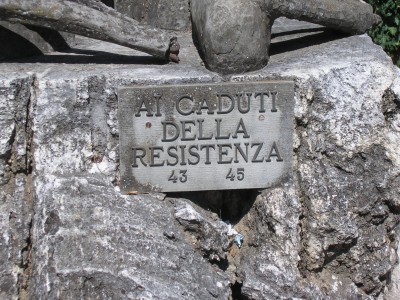 AI CADUTI
DELLA
RESISTENZA
43 45